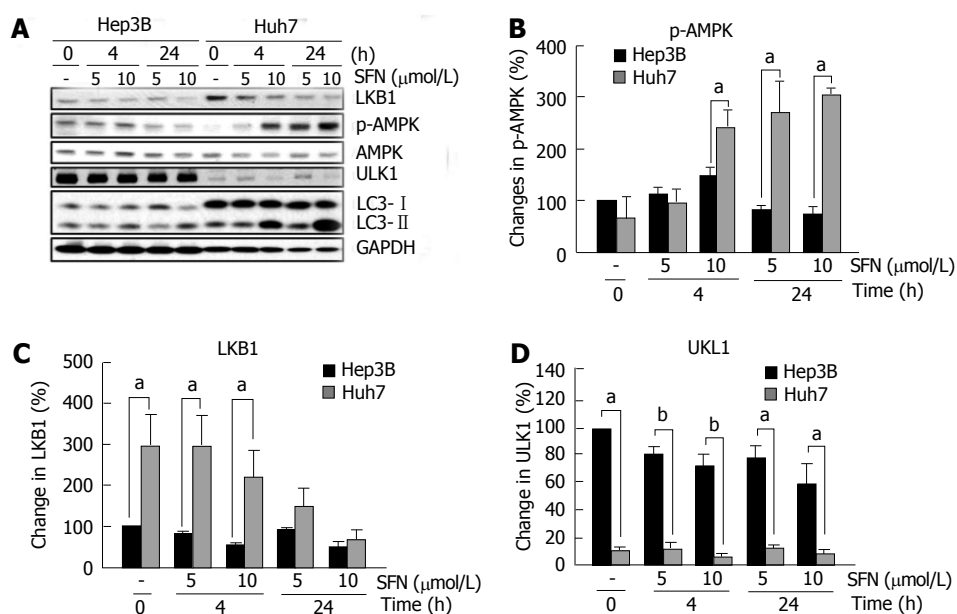 A
Hep3B Huh7
0 4 24 0 4 24 (h)
- 5 10 5 10 - 5 10 5 10 SFN (μmol/L)
LKB1
p-AMPK
AMPK
ULK1
LC3-Ⅰ
LC3-Ⅱ
GAPDH
B
p-AMPK
Changes in p-AMPK (%)
400
300
200
100
0
Hep3B
Huh7
a a a
- 5 10 5 10 SFN (μmol/L)
0 4 24 Time (h)
C
LKB1
Change in LKB1 (%)
500
400
300
200
100
0
Hep3B
Huh7
a a a
- 5 10 5 10 SFN (μmol/L)
0 4 24 Time (h)
D
UKL1
Change in ULK1 (%)
140
120
100
80
60
40
20
0
Hep3B
Huh7
a b b a a
- 5 10 5 10 SFN (μmol/L)
0 4 24 Time (h)